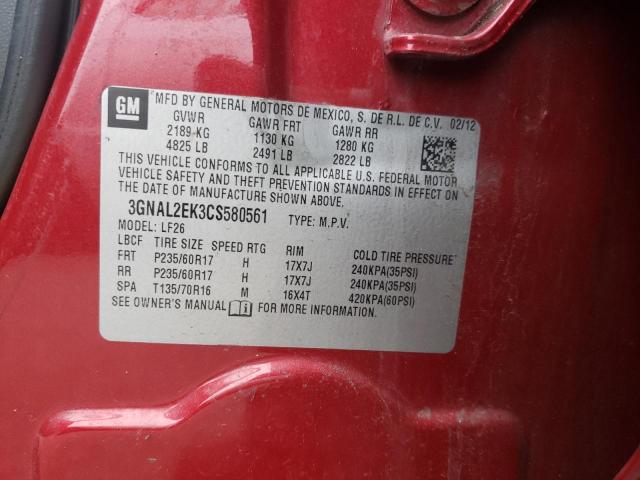 GM MFD BY GENERAL MOTORS DE MEXICO, S. DE R.L. DE C.V. 02/12
GVWR GAWR FRT GAWR RR
2189 KG 1130 KG 1280 KG
4825 LB 2491 LB 2822 LB
THIS VEHICLE CONFORMS TO ALL APPLICABLE U.S. FEDERAL MOTOR
VEHICLE SAFETY AND THEFT PREVENTION STANDARDS IN EFFECT ON
THE DATE OF MANUFACTURE SHOWN ABOVE.
3GNAL2EK3CS580561 TYPE: M.P.V.
MODEL: LF26
LBCF TIRE SIZE SPEED RTG RIM COLD TIRE PRESSURE
FRT P235/60R17 H 17X7J 240KPA(35PSI)
RR P235/60R17 H 17X7J 240KPA(35PSI)
SPA T135/70R16 M 16X4T 420KPA(60PSI)
SEE OWNER'S MANUAL FOR MORE INFORMATION.